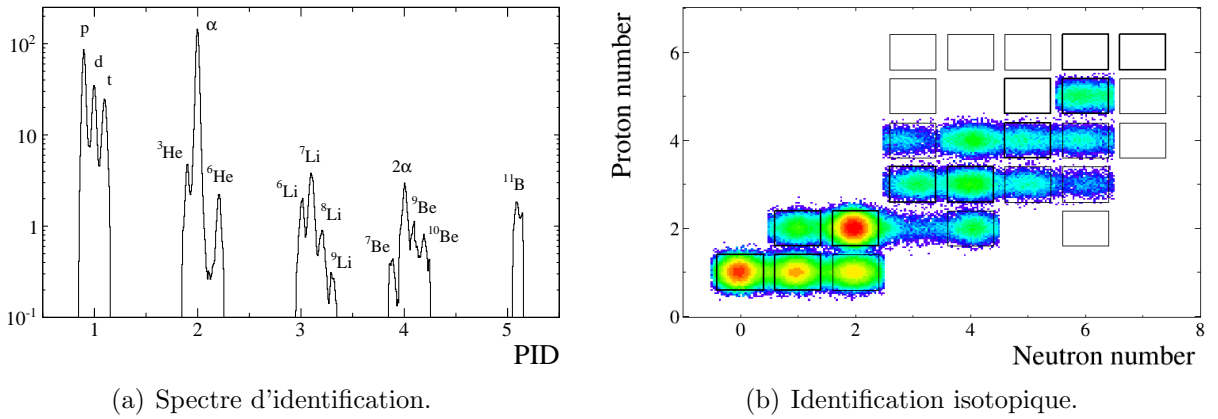 10²
10
1
10⁻¹
p
d
t
α
³He
⁶He
⁶Li
⁷Li
⁸Li
⁹Li
⁷Be
2α
⁹Be
¹⁰Be
¹¹B
1 2 3 4 5
PID
(a) Spectre d'identification.
Proton number
6
4
2
0
0 2 4 6 8
Neutron number
(b) Identification isotopique.